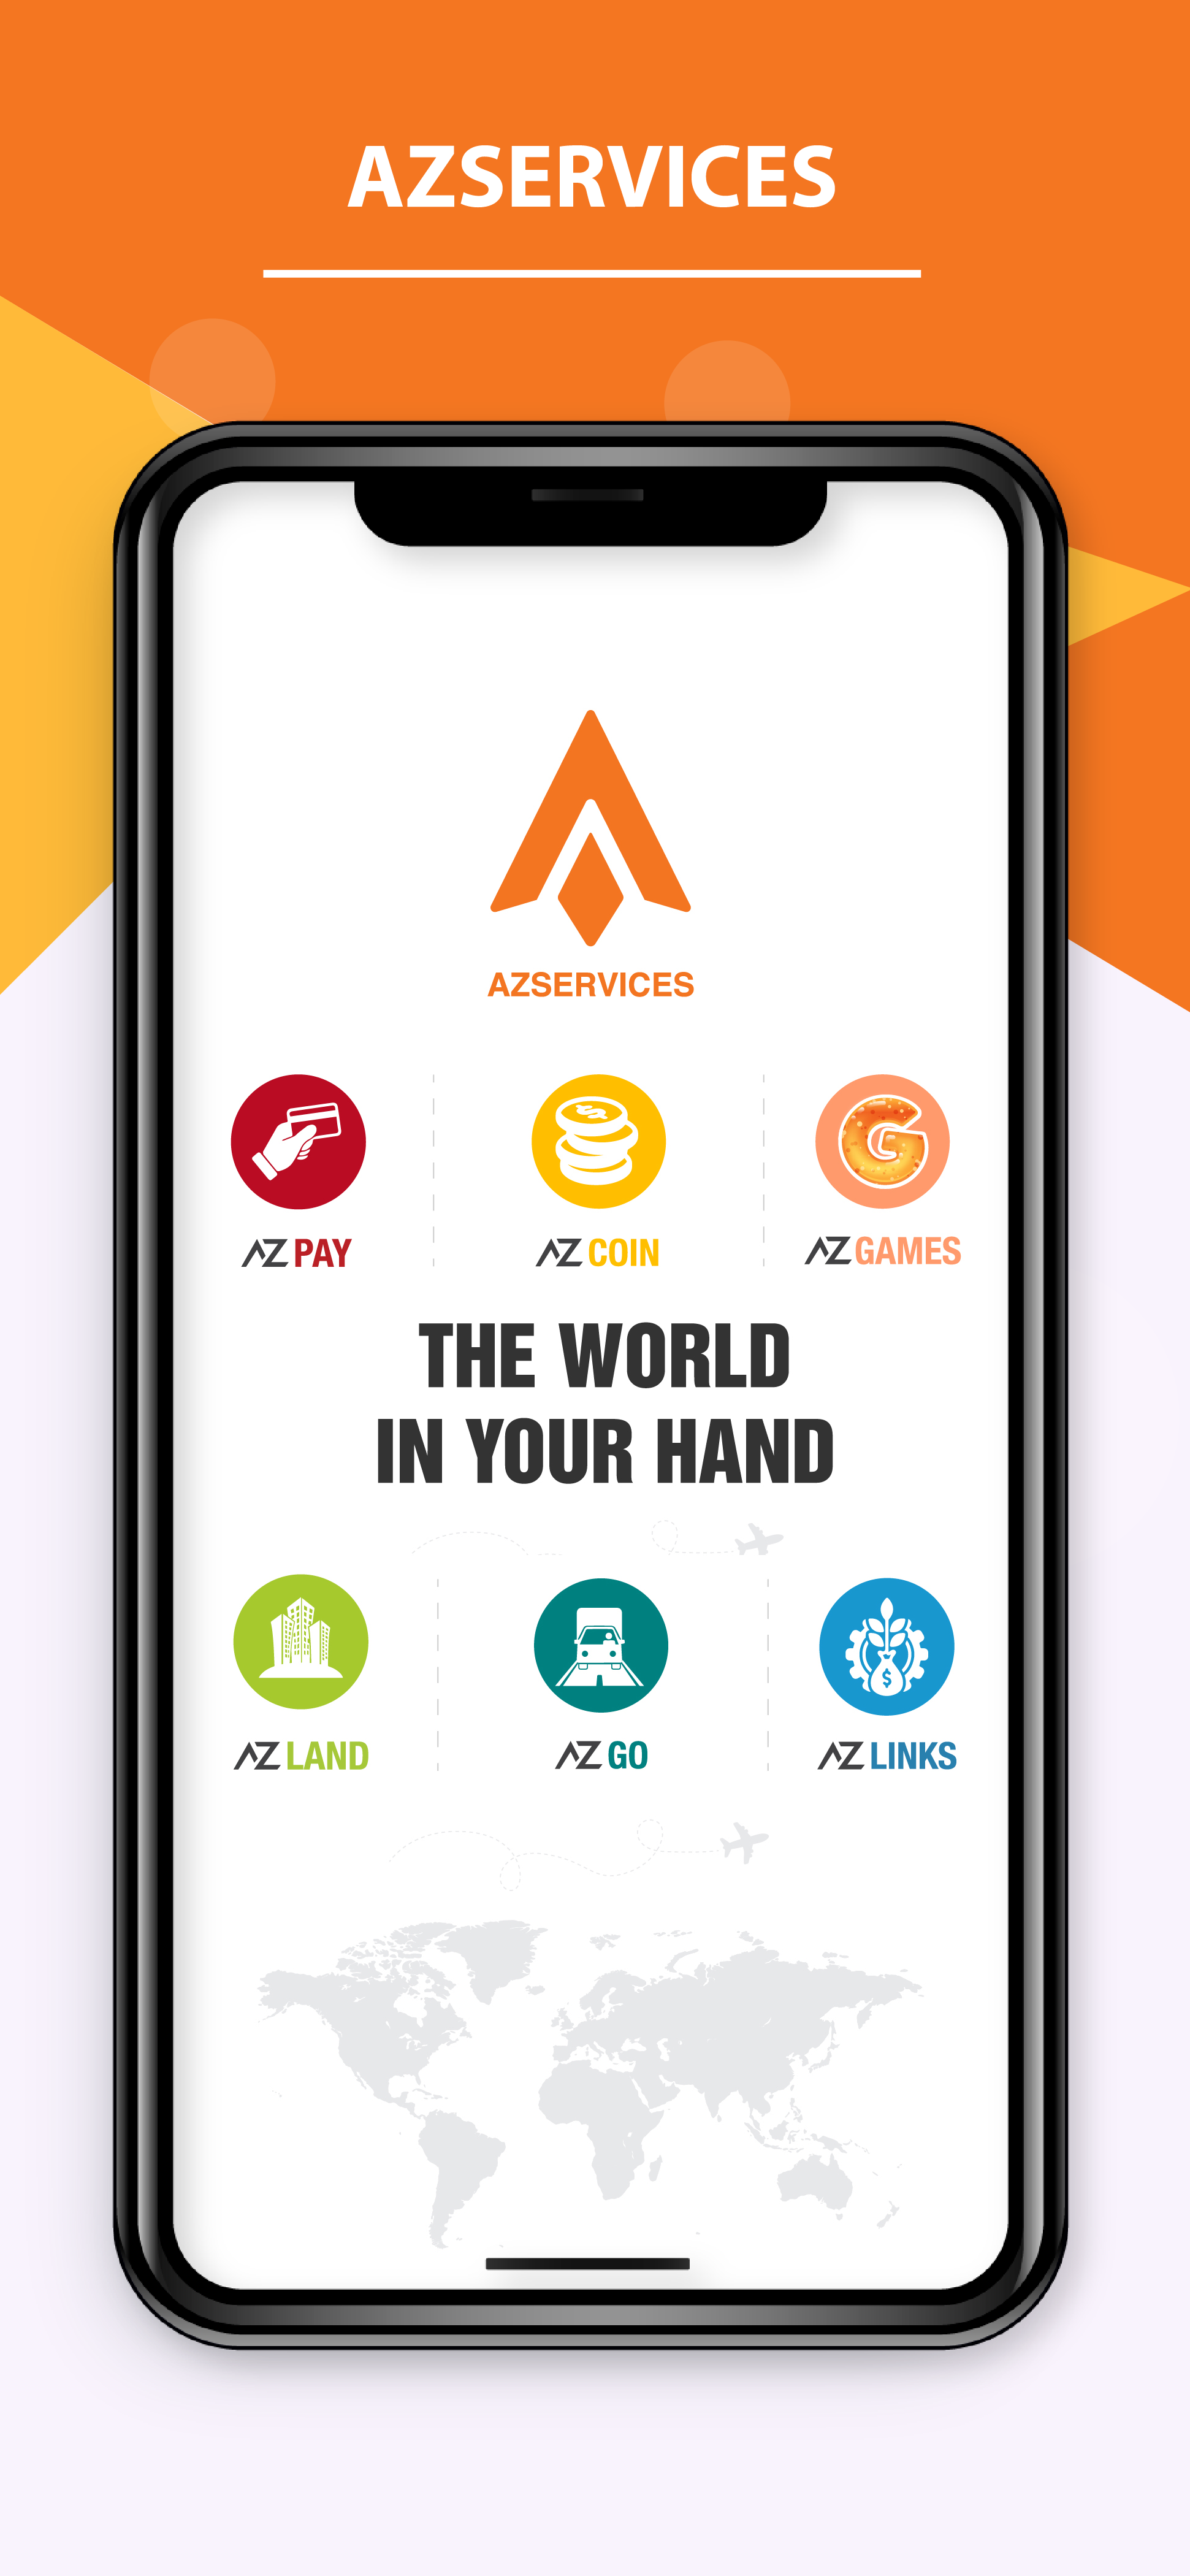 AZSERVICES
AZSERVICES
AZ PAY
AZ COIN
AZ GAMES
THE WORLD
IN YOUR HAND
AZ LAND
AZ GO
AZ LINKS